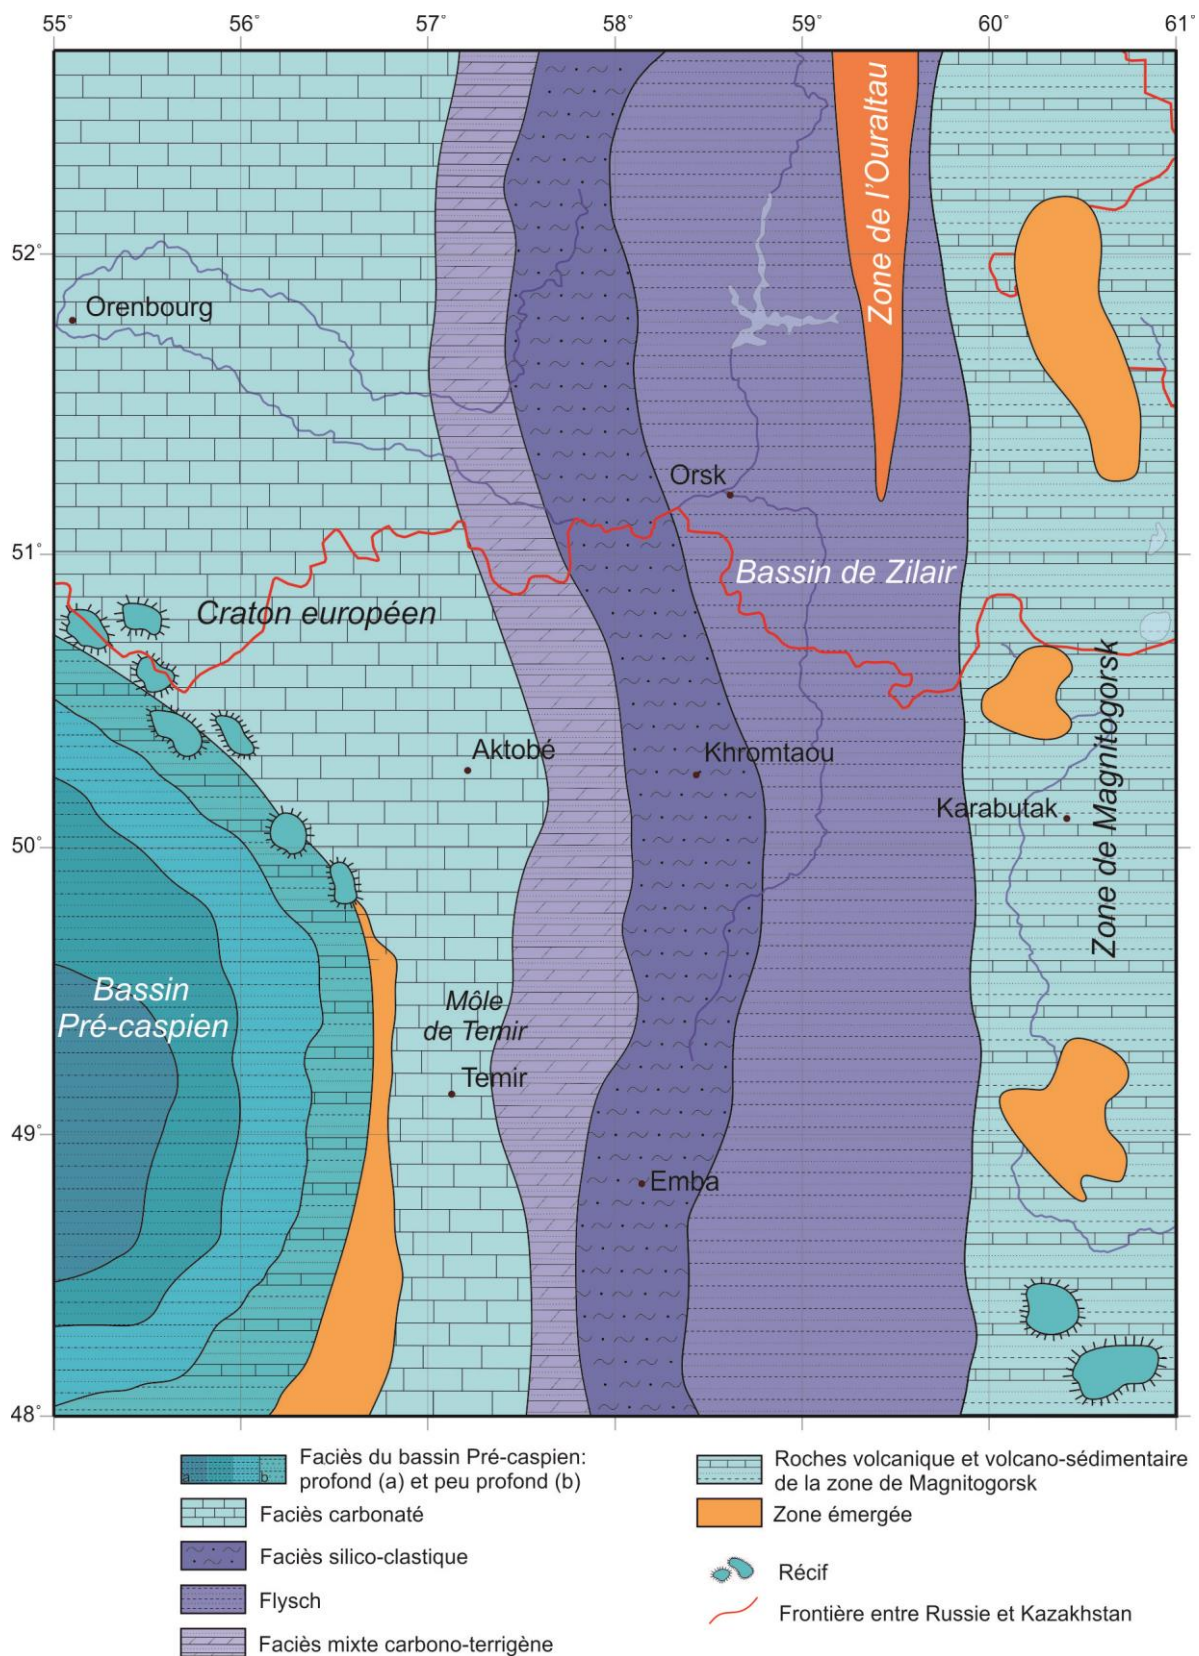 55° 56° 57° 58° 59° 60° 61°
Zone de l'Ouraltau
52°
Orenbourg
Orsk
51°
Bassin de Zilair
Craton européen
Zone de Magnitogorsk
Aktobé
Khromtaou
Karabutak
50°
Bassin
Pré-caspien
Môle
de Temir
Temir
49°
Emba
48°
a b
Faciès du bassin Pré-caspien:
profond (a) et peu profond (b)
Faciès carbonaté
Faciès silico-clastique
Flysch
Faciès mixte carbono-terrigène
Roches volcanique et volcano-sédimentaire
de la zone de Magnitogorsk
Zone émergée
Récif
Frontière entre Russie et Kazakhstan